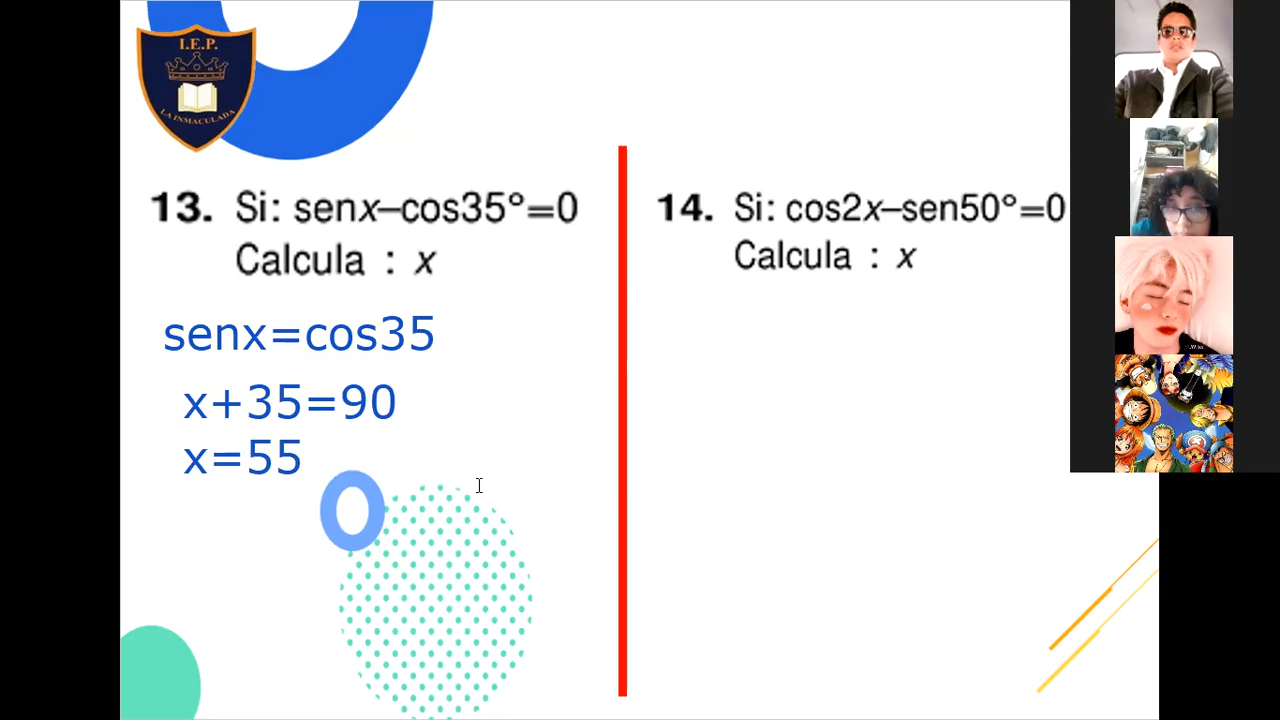 I.E.P.
LA INMACULADA
13. Si: senx–cos35°=0
Calcula : x
senx=cos35
x+35=90
x=55
14. Si: cos2x–sen50°=0
Calcula : x